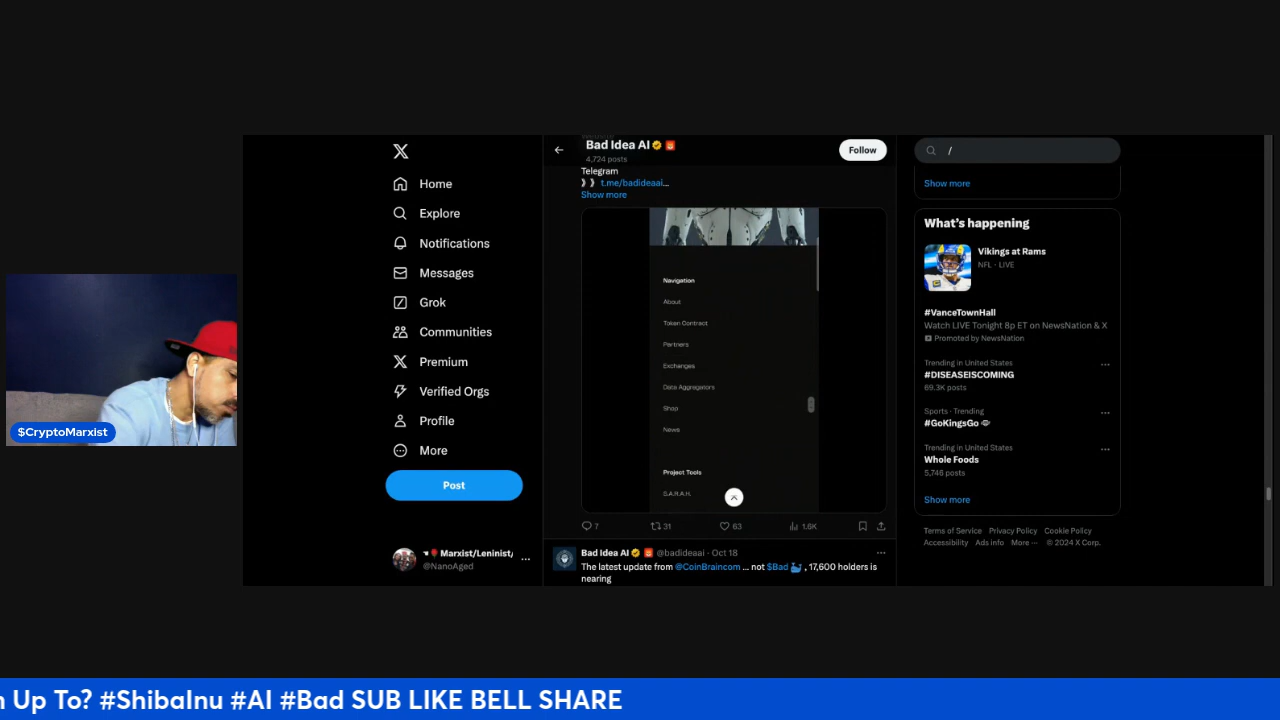 $CryptoMarxist
Home
Explore
Notifications
Messages
Grok
Communities
Premium
Verified Orgs
Profile
More
Post
Marxist/Leninist/
@NanoAged
Bad Idea AI
4,724 posts
Follow
Telegram
t.me/badideaai...
Show more
Navigation
About
Token Contract
Partners
Exchanges
Data Aggregators
Shop
News
Project Tools
S.A.R.A.H.
7 31 63 1.6K
Bad Idea AI @badideaai · Oct 18
The latest update from @CoinBraincom ... not $Bad 🐳 , 17,600 holders is
nearing
/
Show more
What's happening
Vikings at Rams
NFL · LIVE
#VanceTownHall
Watch LIVE Tonight 8p ET on NewsNation & X
Promoted by NewsNation
Trending in United States
#DISEASEISCOMING
69.3K posts
Sports · Trending
#GoKingsGo
Trending in United States
Whole Foods
5,746 posts
Show more
Terms of Service Privacy Policy Cookie Policy
Accessibility Ads info More ··· © 2024 X Corp.
Up To? #ShibaInu #AI #Bad SUB LIKE BELL SHARE